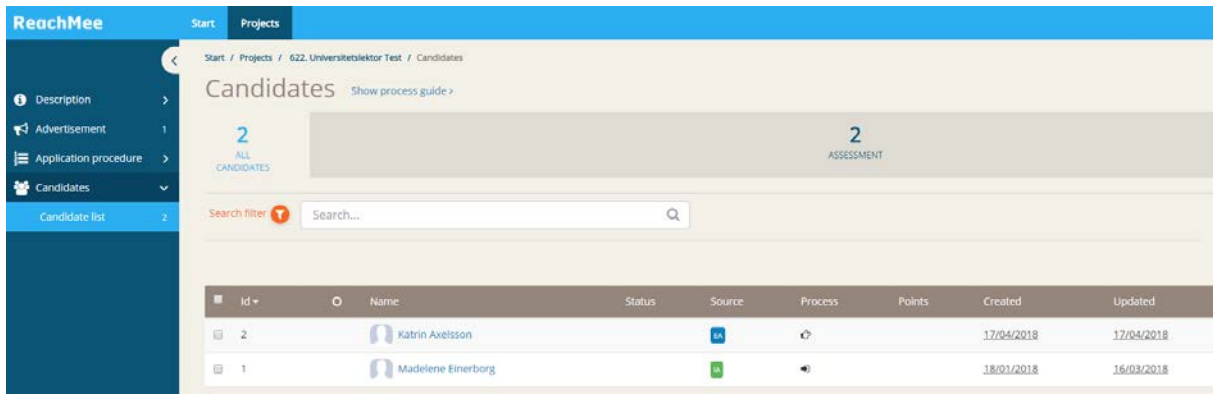 ReachMee Start Projects
Start / Projects / 622. Universitetslektor Test / Candidates
Candidates Show process guide ›
Description
Advertisement 1
Application procedure
Candidates
Candidate list 2
2
ALL
CANDIDATES
2
ASSESSMENT
Search filter Search...
Id Name Status Source Process Points Created Updated
2 Katrin Axelsson EA 17/04/2018 17/04/2018
1 Madelene Einerborg IA 18/01/2018 16/03/2018